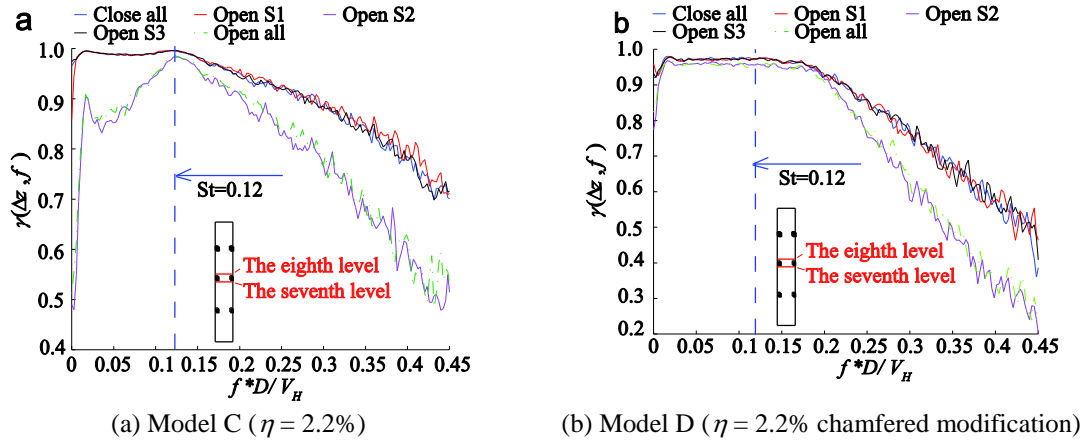 a
Close all Open S1 Open S2
Open S3 Open all
γ(Δz, f)
1.0
0.9
0.8
0.7
0.6
0.5
0.4
St=0.12
The eighth level
The seventh level
0 0.05 0.1 0.15 0.2 0.25 0.3 0.35 0.4 0.45
f*D/V_H
(a) Model C (η = 2.2%)
b
Close all Open S1 Open S2
Open S3 Open all
γ(Δz, f)
1.0
0.9
0.8
0.7
0.6
0.5
0.4
0.3
0.2
St=0.12
The eighth level
The seventh level
0 0.05 0.1 0.15 0.2 0.25 0.3 0.35 0.4 0.45
f*D/V_H
(b) Model D (η = 2.2% chamfered modification)